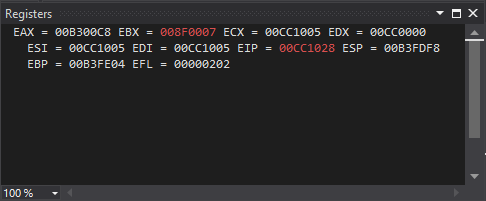 Registers
EAX = 00B300C8 EBX = 008F0007 ECX = 00CC1005 EDX = 00CC0000
ESI = 00CC1005 EDI = 00CC1005 EIP = 00CC1028 ESP = 00B3FDF8
EBP = 00B3FE04 EFL = 00000202
100 %